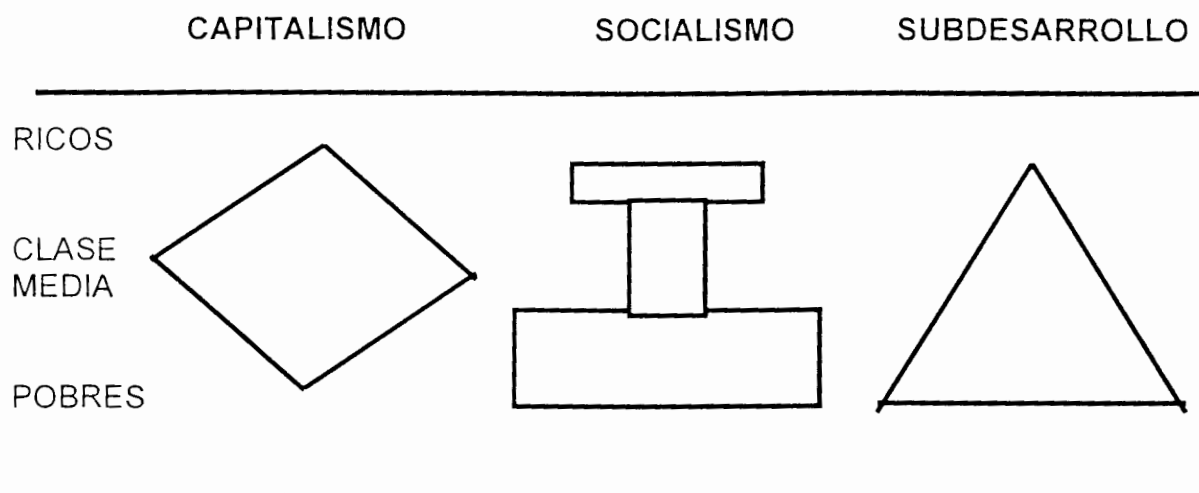 CAPITALISMO SOCIALISMO SUBDESARROLLO
RICOS
CLASE
MEDIA
POBRES